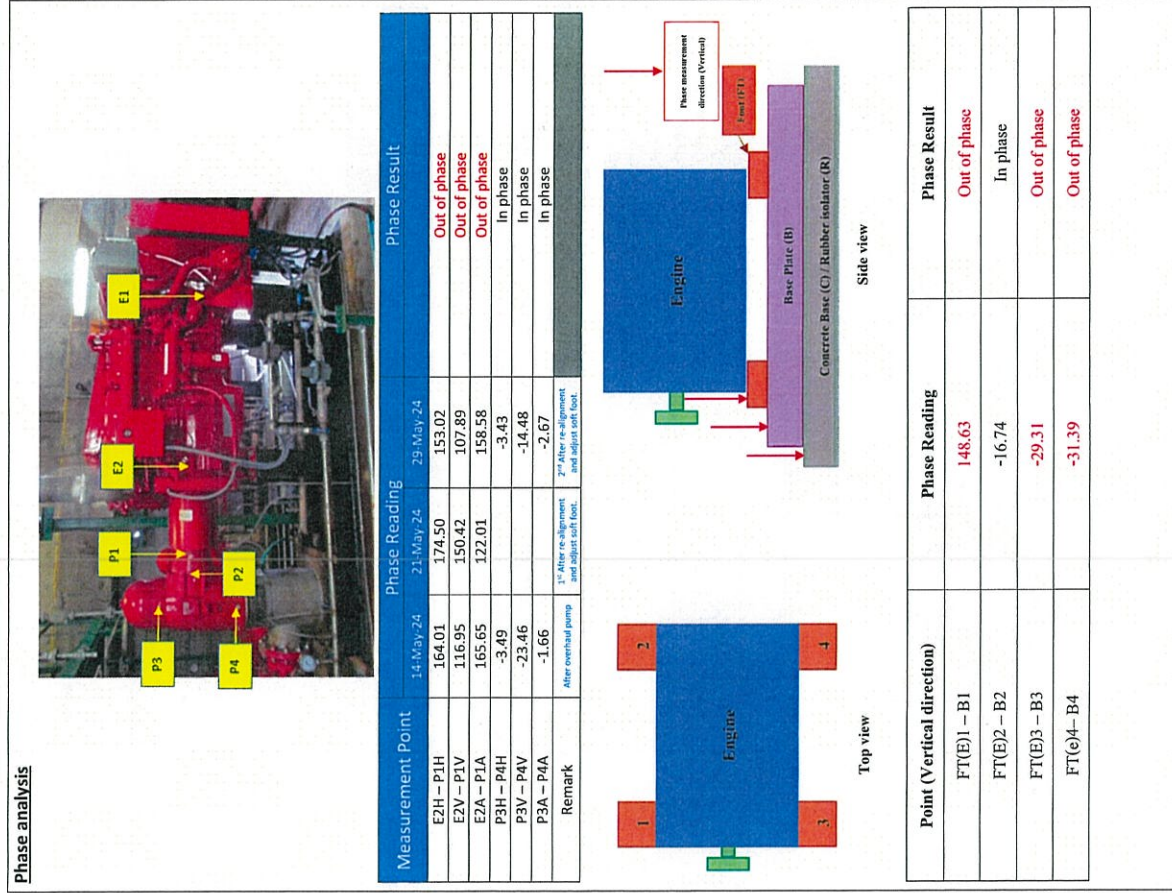 Phase analysis
E1
E2
P1
P2
P3
P4
Measurement Point Phase Reading Phase Result
14-May-24 21-May-24 29-May-24
E2H – P1H 164.01 174.50 153.02 Out of phase
E2V – P1V 116.95 150.42 107.89 Out of phase
E2A – P1A 165.65 122.01 158.58 Out of phase
P3H – P4H -3.49 -3.43 In phase
P3V – P4V -23.46 -14.48 In phase
P3A – P4A -1.66 -2.67 In phase
Remark After overhaul pump 1st After re-alignment and adjust soft foot. 2nd After re-alignment and adjust soft foot.
1
2
Engine
3
4
Top view
Phase measurement
direction (Vertical)
Foot (FT)
Engine
Base Plate (B)
Concrete Base (C) / Rubber isolator (R)
Side view
Point (Vertical direction) Phase Reading Phase Result
FT(E)1 – B1 148.63 Out of phase
FT(E)2 – B2 -16.74 In phase
FT(E)3 – B3 -29.31 Out of phase
FT(e)4– B4 -31.39 Out of phase